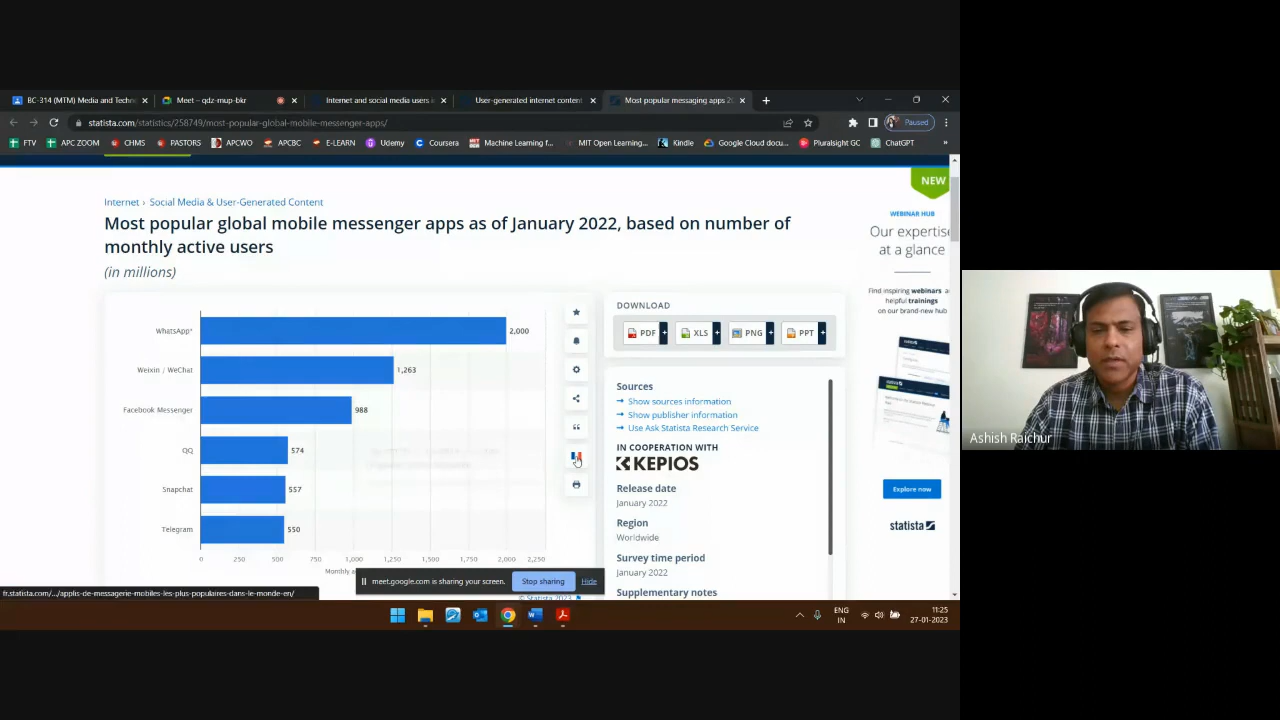 BC-314 (MTM) Media and Techn
Meet – qdz-mup-bkr
Internet and social media users i
User-generated internet content
Most popular messaging apps 20
statista.com/statistics/258749/most-popular-global-mobile-messenger-apps/
Paused
FTV
APC ZOOM
CHMS
PASTORS
APCWO
APCBC
E-LEARN
Udemy
Coursera
Machine Learning f...
MIT Open Learning...
Kindle
Google Cloud docu...
Pluralsight GC
ChatGPT
»
NEW
Internet › Social Media & User-Generated Content
Most popular global mobile messenger apps as of January 2022, based on number of
monthly active users
(in millions)
WEBINAR HUB
Our expertise
at a glance
Find inspiring webinars a
helpful trainings
on our brand-new hub
Explore now
statista
WhatsApp*
2,000
Weixin / WeChat
1,263
Facebook Messenger
988
QQ
574
Snapchat
557
Telegram
550
0 250 500 750 1,000 1,250 1,500 1,750 2,000 2,250
Monthly a
© Statista 2023
DOWNLOAD
PDF + XLS + PNG + PPT +
Sources
→ Show sources information
→ Show publisher information
→ Use Ask Statista Research Service
IN COOPERATION WITH
KEPIOS
Release date
January 2022
Region
Worldwide
Survey time period
January 2022
Supplementary notes
meet.google.com is sharing your screen.
Stop sharing
Hide
fr.statista.com/.../applis-de-messagerie-mobiles-les-plus-populaires-dans-le-monde-en/
ENG
IN
11:25
27-01-2023
Ashish Raichur